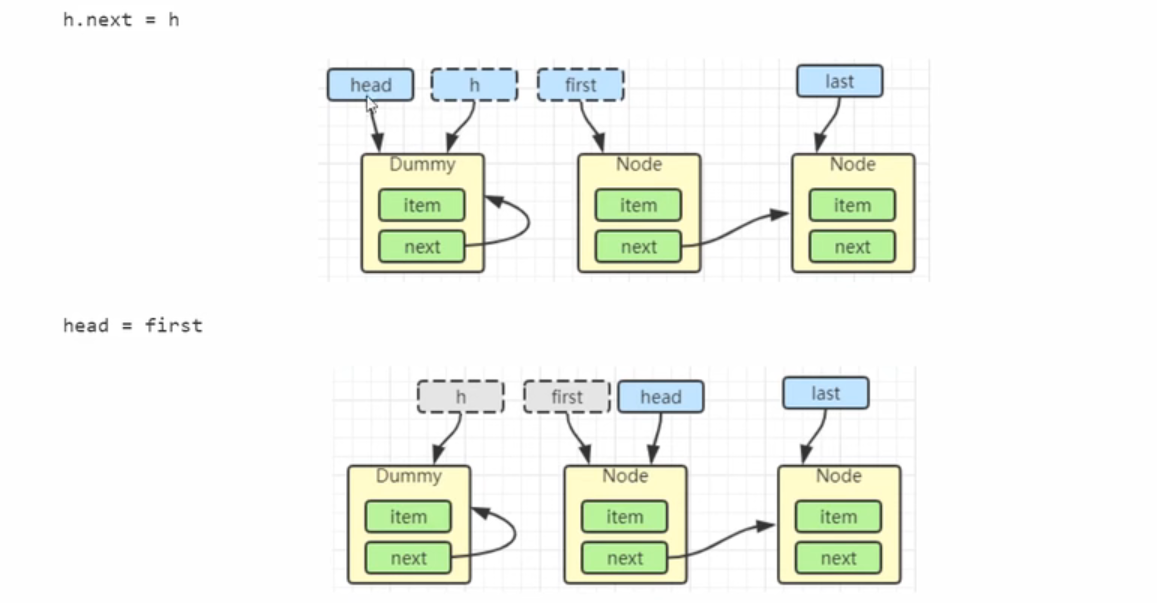 h.next = h
head h first last
Dummy Node Node
item item item
next next next
head = first
h first head last
Dummy Node Node
item item item
next next next